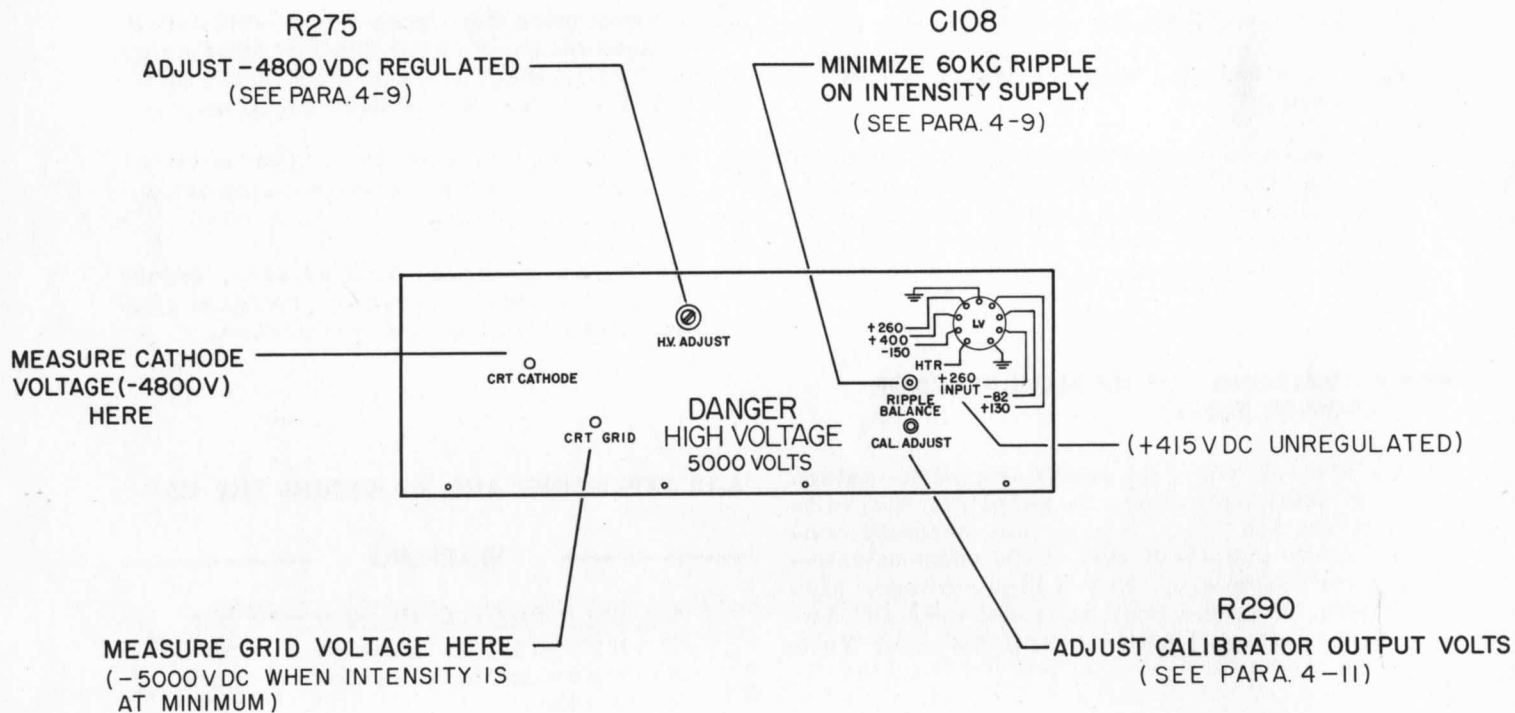 R275
ADJUST -4800 VDC REGULATED
(SEE PARA. 4-9)
C108
MINIMIZE 60KC RIPPLE
ON INTENSITY SUPPLY
(SEE PARA. 4-9)
MEASURE CATHODE
VOLTAGE (-4800V)
HERE
H.V. ADJUST
CRT CATHODE
CRT GRID
DANGER
HIGH VOLTAGE
5000 VOLTS
LV
+260
+400
-150
HTR
+260
INPUT
-82
+130
RIPPLE
BALANCE
CAL. ADJUST
(+415 V DC UNREGULATED)
MEASURE GRID VOLTAGE HERE
(-5000 VDC WHEN INTENSITY IS
AT MINIMUM)
R290
ADJUST CALIBRATOR OUTPUT VOLTS
(SEE PARA. 4-11)